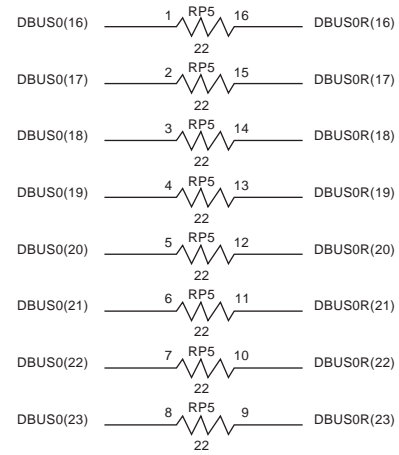 DBUS0(16) 1 RP5 16 DBUS0R(16)
22
DBUS0(17) 2 RP5 15 DBUS0R(17)
22
DBUS0(18) 3 RP5 14 DBUS0R(18)
22
DBUS0(19) 4 RP5 13 DBUS0R(19)
22
DBUS0(20) 5 RP5 12 DBUS0R(20)
22
DBUS0(21) 6 RP5 11 DBUS0R(21)
22
DBUS0(22) 7 RP5 10 DBUS0R(22)
22
DBUS0(23) 8 RP5 9 DBUS0R(23)
22